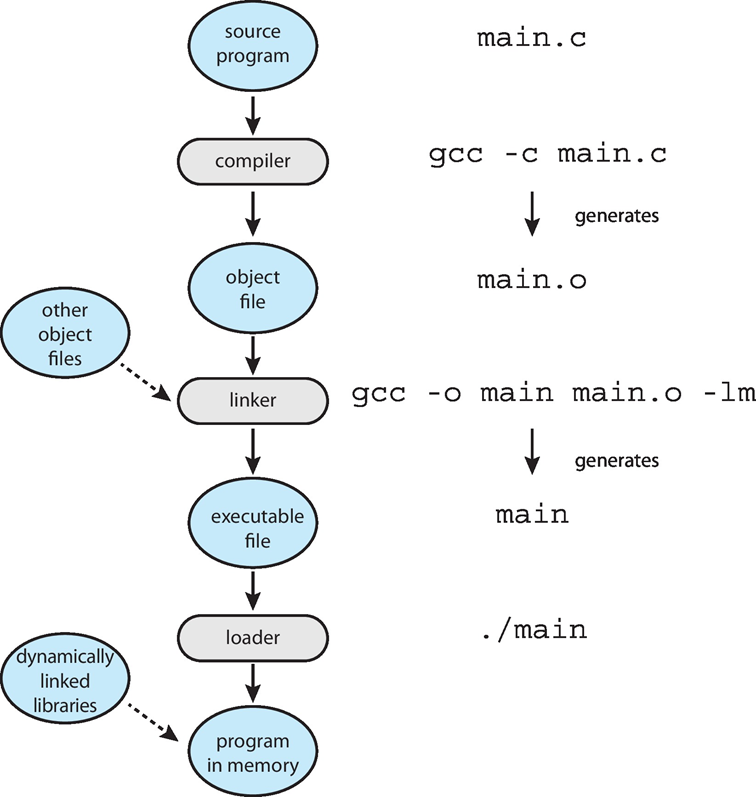 source
program
main.c
compiler
gcc -c main.c
generates
object
file
main.o
other
object
files
linker
gcc -o main main.o -lm
generates
executable
file
main
loader
./main
dynamically
linked
libraries
program
in memory